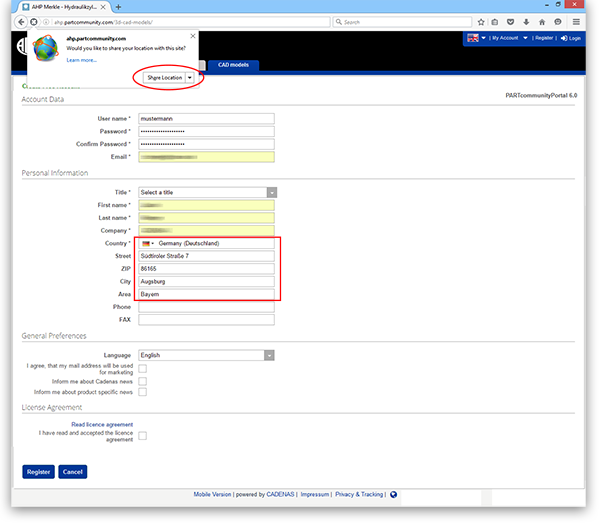 AHP Merkle - Hydraulikzyl...
ahp.partcommunity.com/3d-cad-models/
Search
ahp.partcommunity.com
Would you like to share your location with this site?
Learn more...
Share Location
| My Account
| Register |
Login
CAD models
PARTcommunityPortal 6.0
Account Data
User name * mustermann
Password * ••••••••••••••••••••
Confirm Password * ••••••••••••••••••••
Email *
Personal Information
Title * Select a title
First name *
Last name *
Company *
Country * Germany (Deutschland)
Street Südtiroler Straße 7
ZIP 86165
City Augsburg
Area Bayern
Phone
FAX
General Preferences
Language English
I agree, that my mail address will be used
for marketing
Inform me about Cadenas news
Inform me about product specific news
License Agreement
Read licence agreement
I have read and accepted the licence
agreement
Register Cancel
Mobile Version | powered by CADENAS | Impressum | Privacy & Tracking |